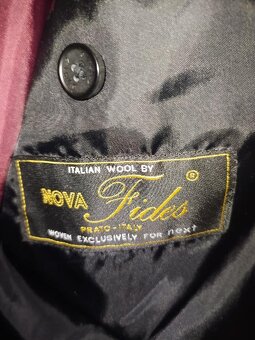 ITALIAN WOOL BY
NOVA Fides ®
PRATO - ITALY
WOVEN EXCLUSIVELY FOR next